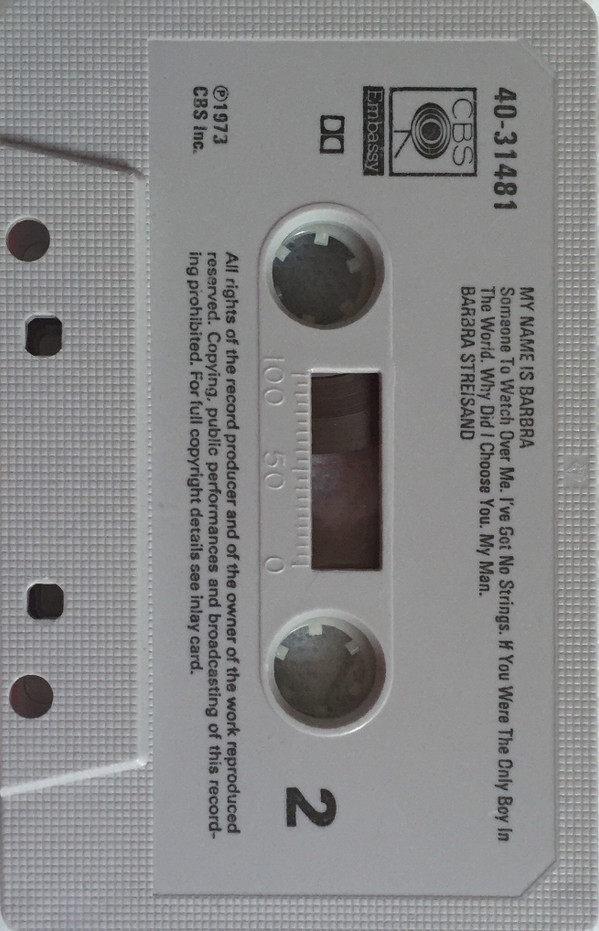 40-31481
MY NAME IS BARBRA
Someone To Watch Over Me. I've Got No Strings. If You Were The Only Boy In
The World. Why Did I Choose You. My Man.
BARBRA STREISAND
CBS
Embassy
2
100 50 0
℗1973
CBS Inc.
All rights of the record producer and of the owner of the work reproduced
reserved. Copying, public performances and broadcasting of this record-
ing prohibited. For full copyright details see inlay card.